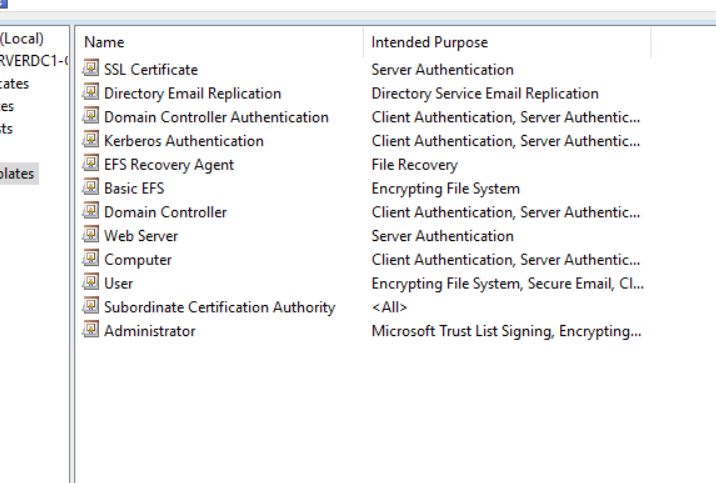 (Local)
RVERDC1-
cates
es
ts
plates
Name Intended Purpose
SSL Certificate Server Authentication
Directory Email Replication Directory Service Email Replication
Domain Controller Authentication Client Authentication, Server Authentic...
Kerberos Authentication Client Authentication, Server Authentic...
EFS Recovery Agent File Recovery
Basic EFS Encrypting File System
Domain Controller Client Authentication, Server Authentic...
Web Server Server Authentication
Computer Client Authentication, Server Authentic...
User Encrypting File System, Secure Email, Cl...
Subordinate Certification Authority <All>
Administrator Microsoft Trust List Signing, Encrypting...